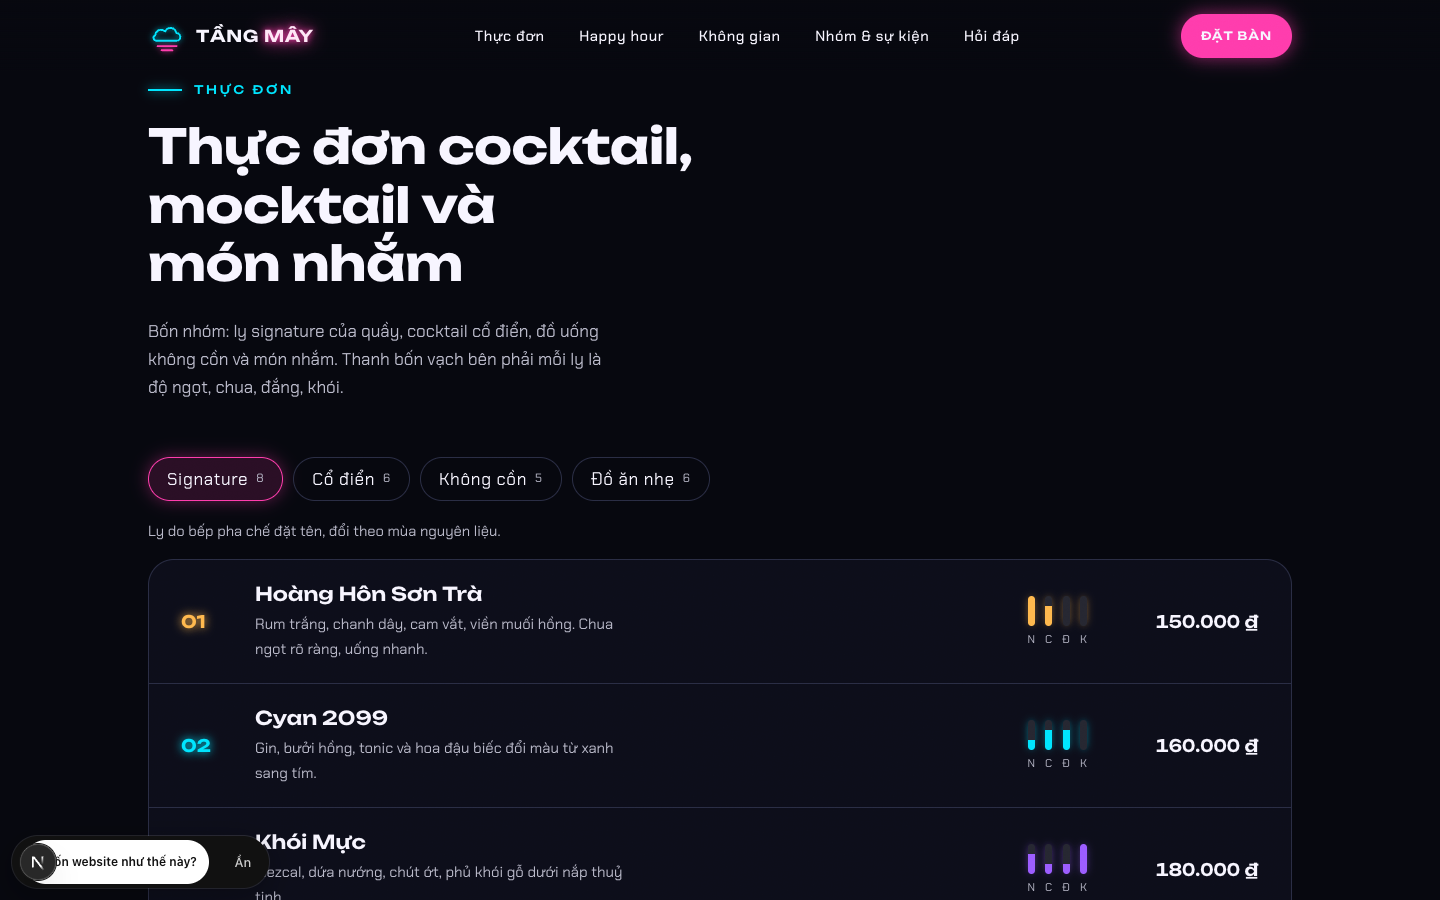 TẦNG MÂY
Thực đơn
Happy hour
Không gian
Nhóm & sự kiện
Hỏi đáp
ĐẶT BÀN
THỰC ĐƠN
Thực đơn cocktail,
mocktail và
món nhắm
Bốn nhóm: ly signature của quầy, cocktail cổ điển, đồ uống
không cồn và món nhắm. Thanh bốn vạch bên phải mỗi ly là
độ ngọt, chua, đắng, khói.
Signature 8
Cổ điển 6
Không cồn 5
Đồ ăn nhẹ 6
Ly do bếp pha chế đặt tên, đổi theo mùa nguyên liệu.
01
Hoàng Hôn Sơn Trà
Rum trắng, chanh dây, cam vắt, viền muối hồng. Chua
ngọt rõ ràng, uống nhanh.
N C Đ K
150.000 ₫
02
Cyan 2099
Gin, bưởi hồng, tonic và hoa đậu biếc đổi màu từ xanh
sang tím.
N C Đ K
160.000 ₫
Khói Mực
dứa nướng, chút ớt, phủ khói gỗ dưới nắp thuỷ
tinh
N C Đ K
180.000 ₫
N
website như thế này?
Ẩn